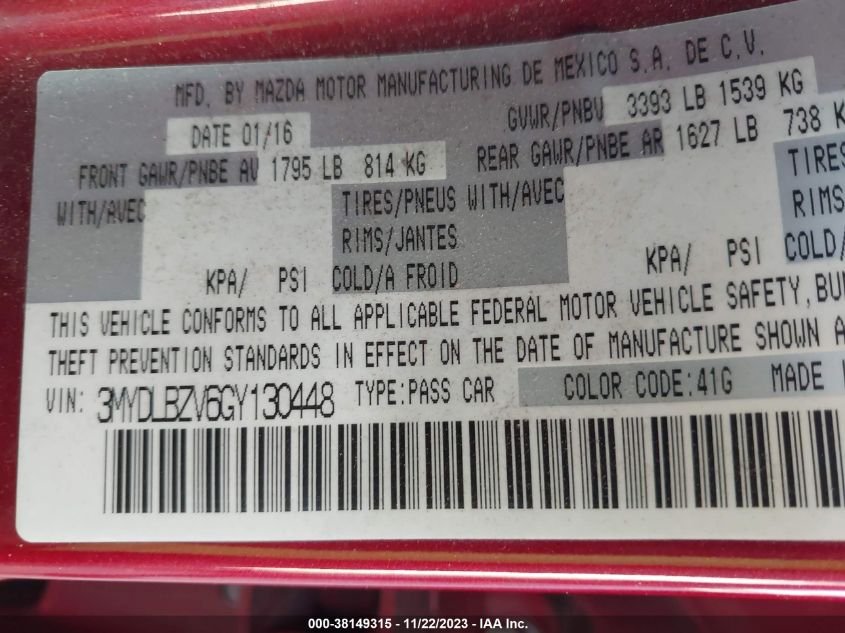 MFD. BY MAZDA MOTOR MANUFACTURING DE MEXICO S.A. DE C.V.
DATE 01/16 GVWR/PNBV 3393 LB 1539 KG
FRONT GAWR/PNBE AV 1795 LB 814 KG REAR GAWR/PNBE AR 1627 LB 738
WITH/AVEC TIRES/PNEUS WITH/AVEC
RIMS/JANTES
KPA/ PSI COLD/A FROID KPA/ PSI COLD/
THIS VEHICLE CONFORMS TO ALL APPLICABLE FEDERAL MOTOR VEHICLE SAFETY,
THEFT PREVENTION STANDARDS IN EFFECT ON THE DATE OF MANUFACTURE SHOWN
VIN: 3MYDLBZV6GY130448 TYPE:PASS CAR COLOR CODE:41G MADE
000-38149315 - 11/22/2023 - IAA Inc.